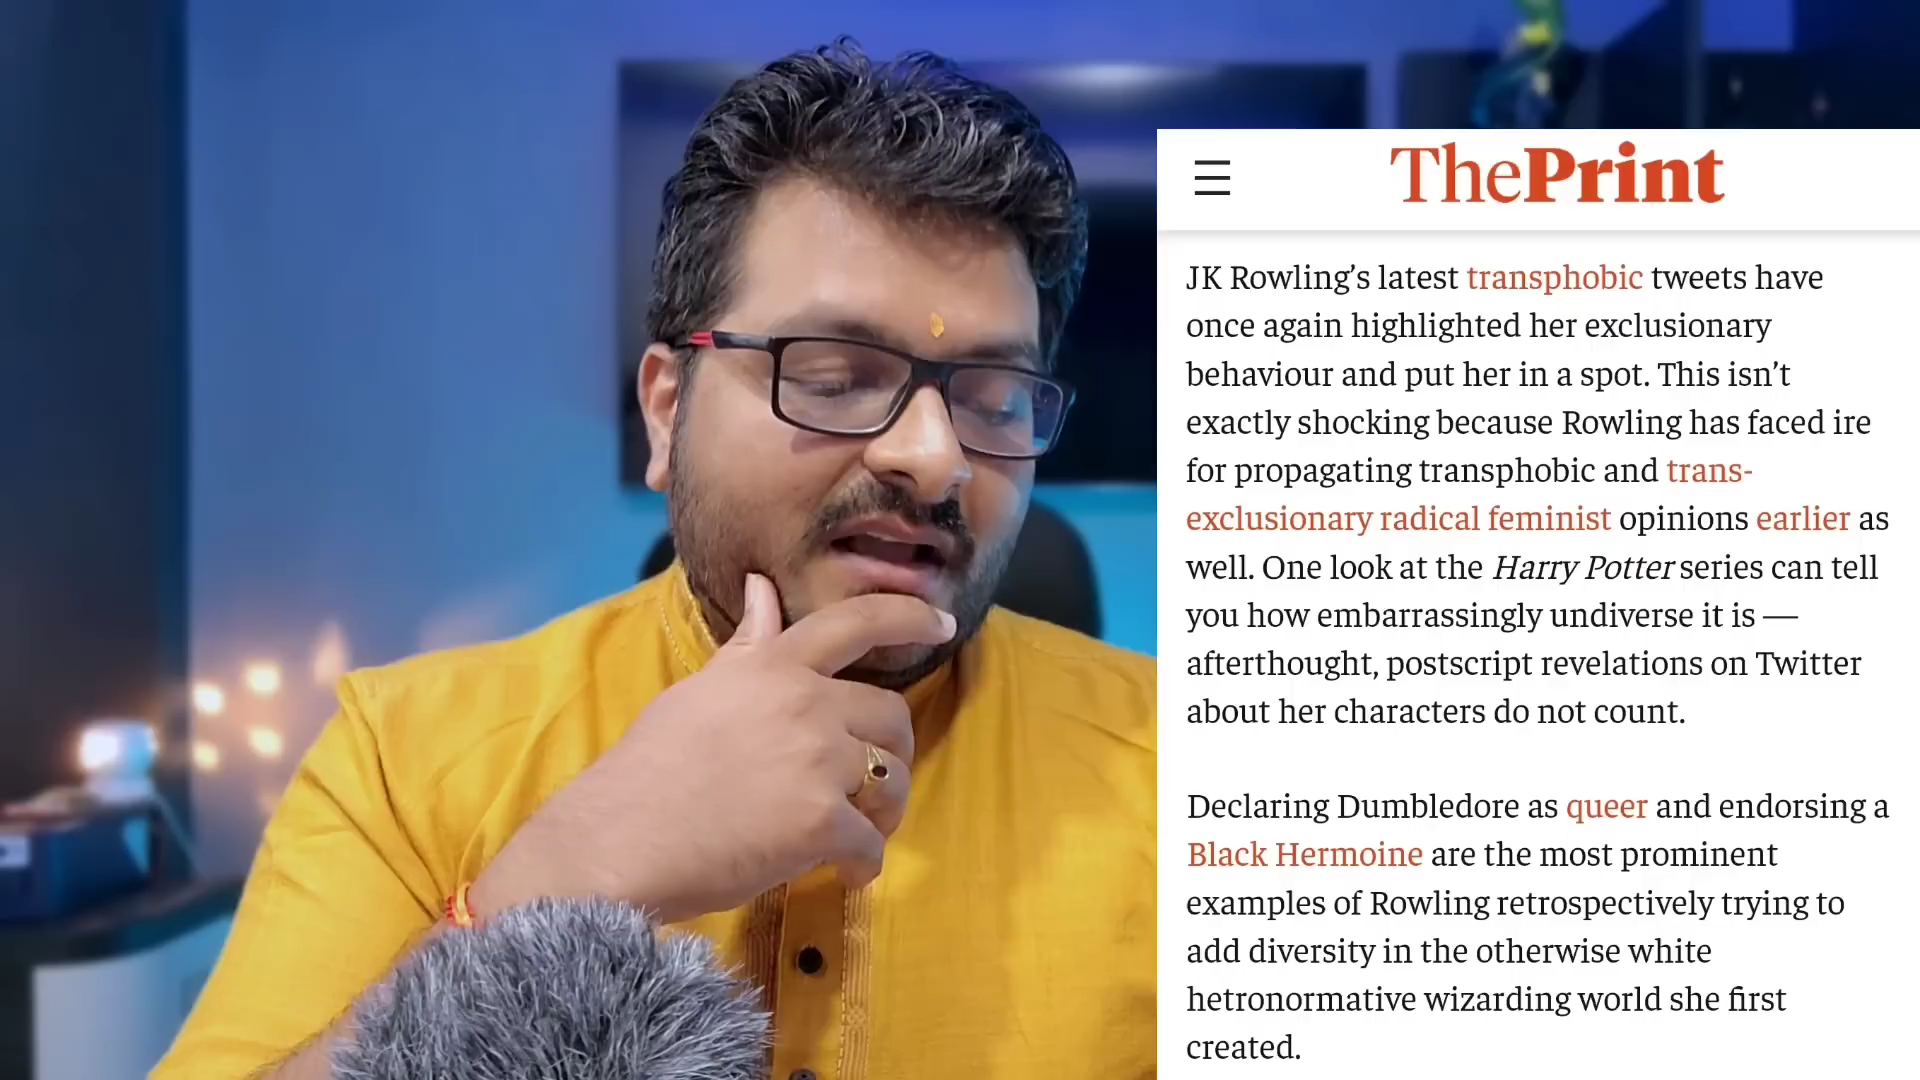 ThePrint
JK Rowling’s latest transphobic tweets have
once again highlighted her exclusionary
behaviour and put her in a spot. This isn’t
exactly shocking because Rowling has faced ire
for propagating transphobic and trans-
exclusionary radical feminist opinions earlier as
well. One look at the Harry Potter series can tell
you how embarrassingly undiverse it is —
afterthought, postscript revelations on Twitter
about her characters do not count.
Declaring Dumbledore as queer and endorsing a
Black Hermoine are the most prominent
examples of Rowling retrospectively trying to
add diversity in the otherwise white
hetronormative wizarding world she first
created.